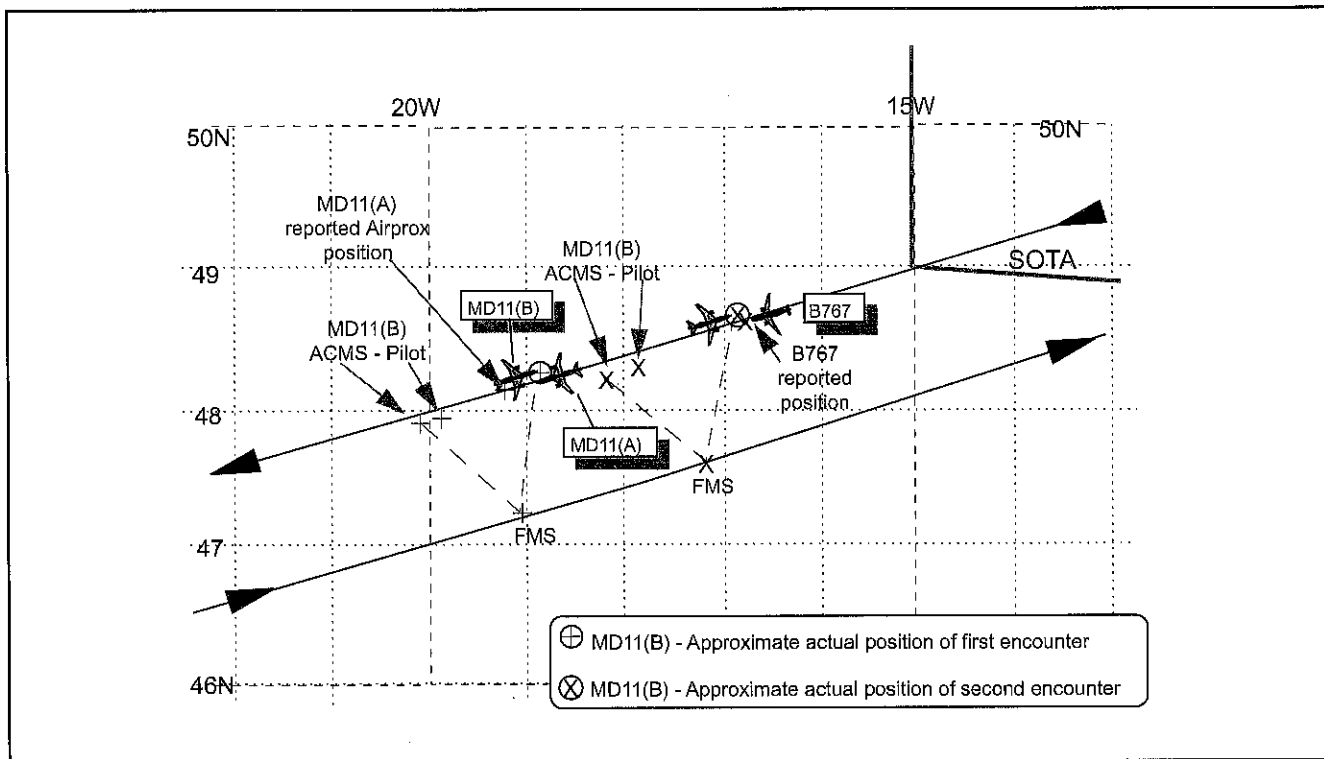 20W
15W
50N
50N
MD11(A)
reported Airprox
position
MD11(B)
ACMS - Pilot
49
SOTA
MD11(B)
B767
MD11(B)
ACMS - Pilot
B767
reported
position
48
MD11(A)
FMS
47
FMS
46N
MD11(B) - Approximate actual position of first encounter
MD11(B) - Approximate actual position of second encounter